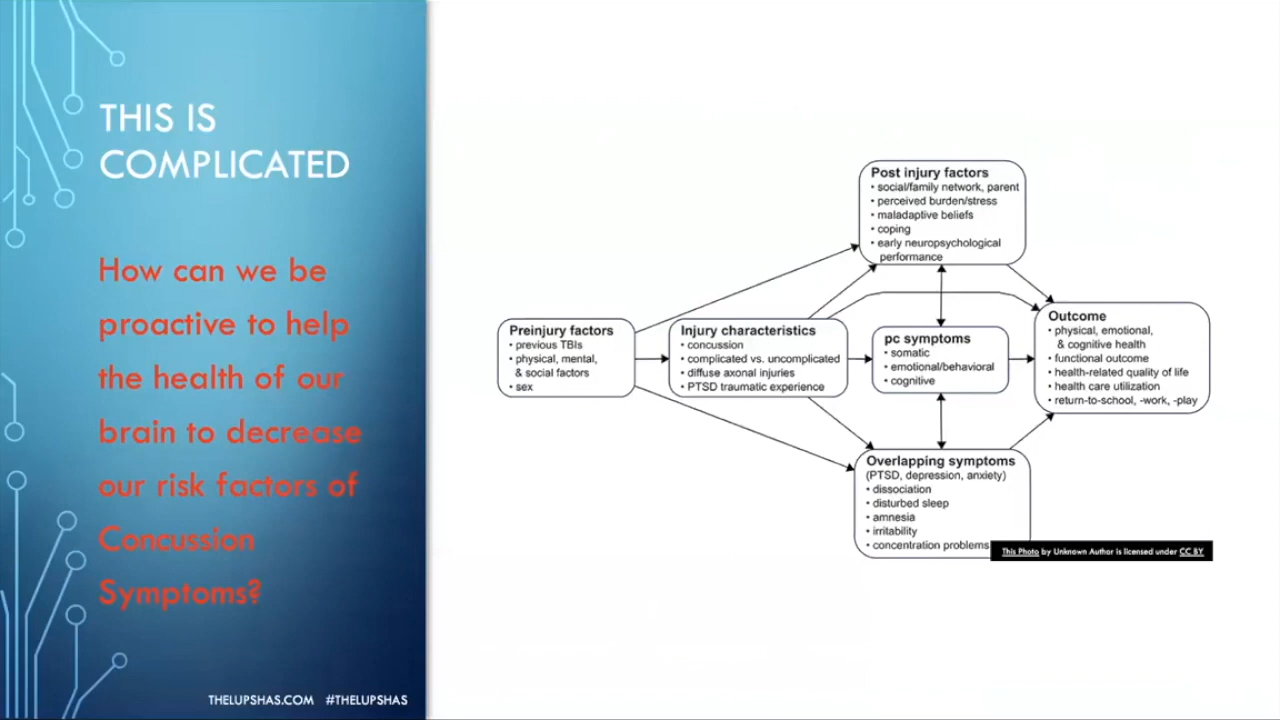 THIS IS
COMPLICATED
How can we be
proactive to help
the health of our
brain to decrease
our risk factors of
Concussion
Symptoms?
THELUPSHAS.COM #THELUPSHAS
Post injury factors
• social/family network, parent
• perceived burden/stress
• maladaptive beliefs
• coping
• early neuropsychological
performance
Preinjury factors
• previous TBIs
• physical, mental,
& social factors
• sex
Injury characteristics
• concussion
• complicated vs. uncomplicated
• diffuse axonal injuries
• PTSD traumatic experience
pc symptoms
• somatic
• emotional/behavioral
• cognitive
Outcome
• physical, emotional,
& cognitive health
• functional outcome
• health-related quality of life
• health care utilization
• return-to-school, -work, -play
Overlapping symptoms
(PTSD, depression, anxiety)
• dissociation
• disturbed sleep
• amnesia
• irritability
• concentration problems
This Photo by Unknown Author is licensed under CC BY